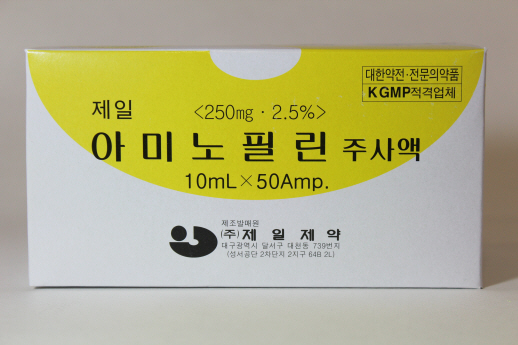 대한약전·전문의약품
KGMP적격업체
제일 <250mg · 2.5%>
아미노필린 주사액
10mL×50Amp.
제조발매원
(주)제일제약
대구광역시 달서구 대천동 739번지
(성서공단 2차단지 2지구 64B 2L)